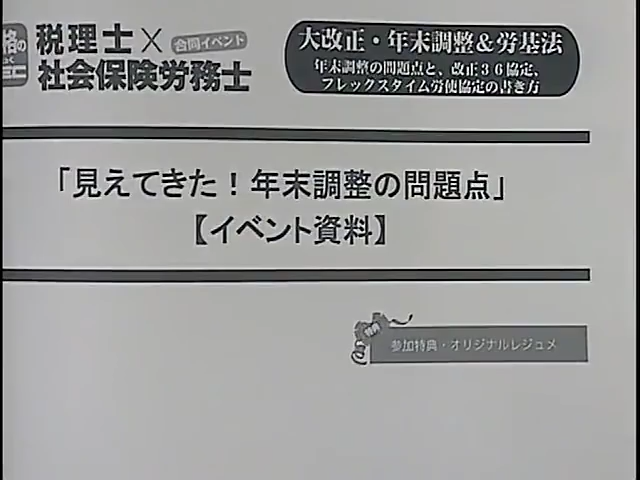 格の
税理士×
合同イベント
社会保険労務士
大改正・年末調整&労基法
年末調整の問題点と、改正36協定、
フレックスタイム労使協定の書き方
「見えてきた!年末調整の問題点」
【イベント資料】
特典
参加特典・オリジナルレジュメ